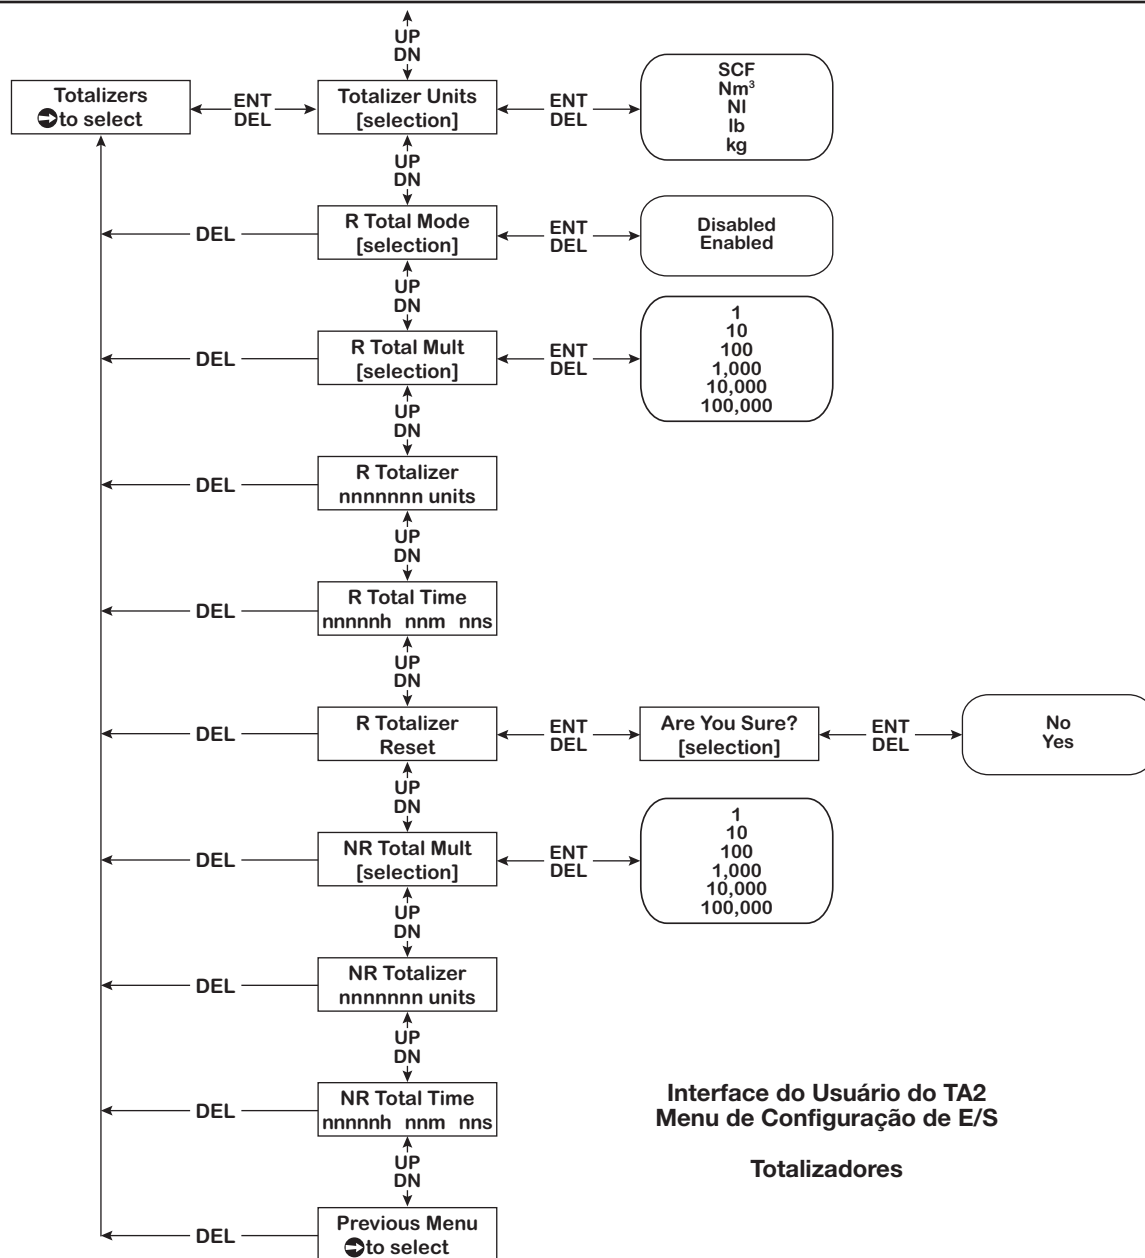 UP
DN
Totalizers
to select
ENT
DEL
Totalizer Units
[selection]
ENT
DEL
SCF
Nm³
Nl
lb
kg
UP
DN
DEL
R Total Mode
[selection]
ENT
DEL
Disabled
Enabled
UP
DN
DEL
R Total Mult
[selection]
ENT
DEL
1
10
100
1,000
10,000
100,000
UP
DN
DEL
R Totalizer
nnnnnnn units
UP
DN
DEL
R Total Time
nnnnnh nnm nns
UP
DN
DEL
R Totalizer
Reset
ENT
DEL
Are You Sure?
[selection]
ENT
DEL
No
Yes
UP
DN
DEL
NR Total Mult
[selection]
ENT
DEL
1
10
100
1,000
10,000
100,000
UP
DN
DEL
NR Totalizer
nnnnnnn units
UP
DN
DEL
NR Total Time
nnnnnh nnm nns
Interface do Usuário do TA2
Menu de Configuração de E/S
Totalizadores
UP
DN
DEL
Previous Menu
to select